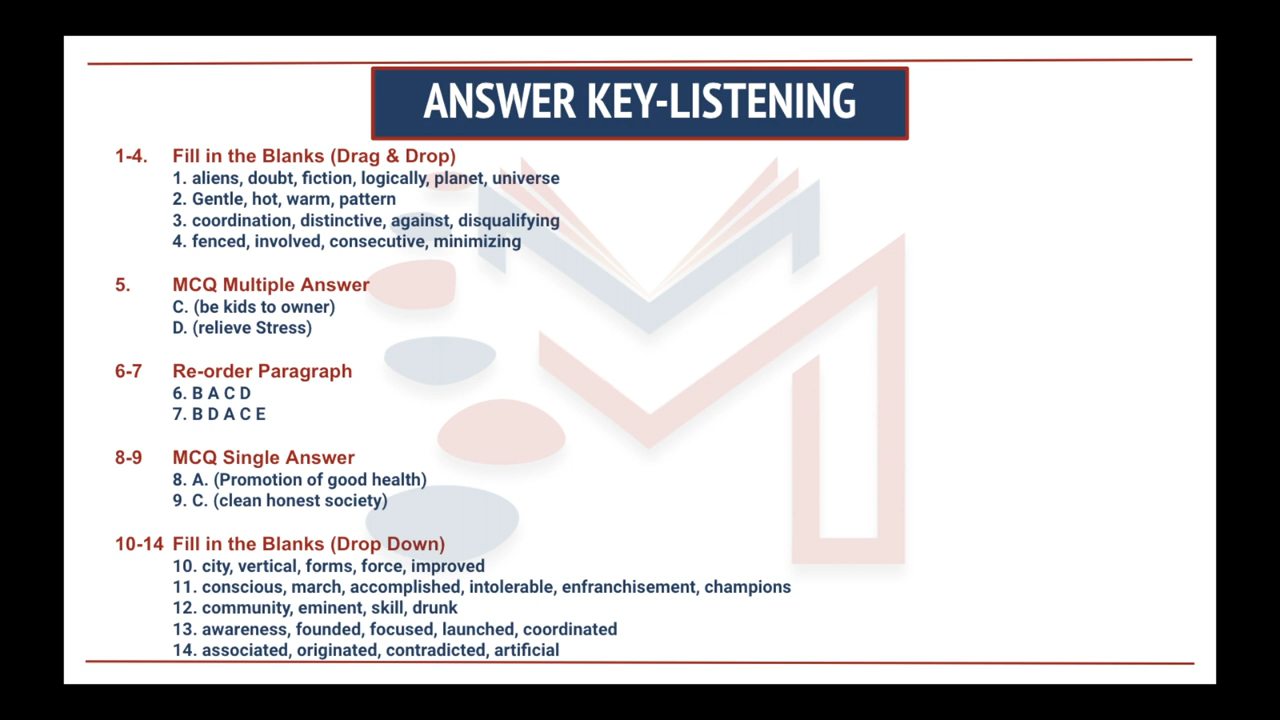 ANSWER KEY-LISTENING
1-4. Fill in the Blanks (Drag & Drop)
1. aliens, doubt, fiction, logically, planet, universe
2. Gentle, hot, warm, pattern
3. coordination, distinctive, against, disqualifying
4. fenced, involved, consecutive, minimizing
5. MCQ Multiple Answer
C. (be kids to owner)
D. (relieve Stress)
6-7 Re-order Paragraph
6. B A C D
7. B D A C E
8-9 MCQ Single Answer
8. A. (Promotion of good health)
9. C. (clean honest society)
10-14 Fill in the Blanks (Drop Down)
10. city, vertical, forms, force, improved
11. conscious, march, accomplished, intolerable, enfranchisement, champions
12. community, eminent, skill, drunk
13. awareness, founded, focused, launched, coordinated
14. associated, originated, contradicted, artificial